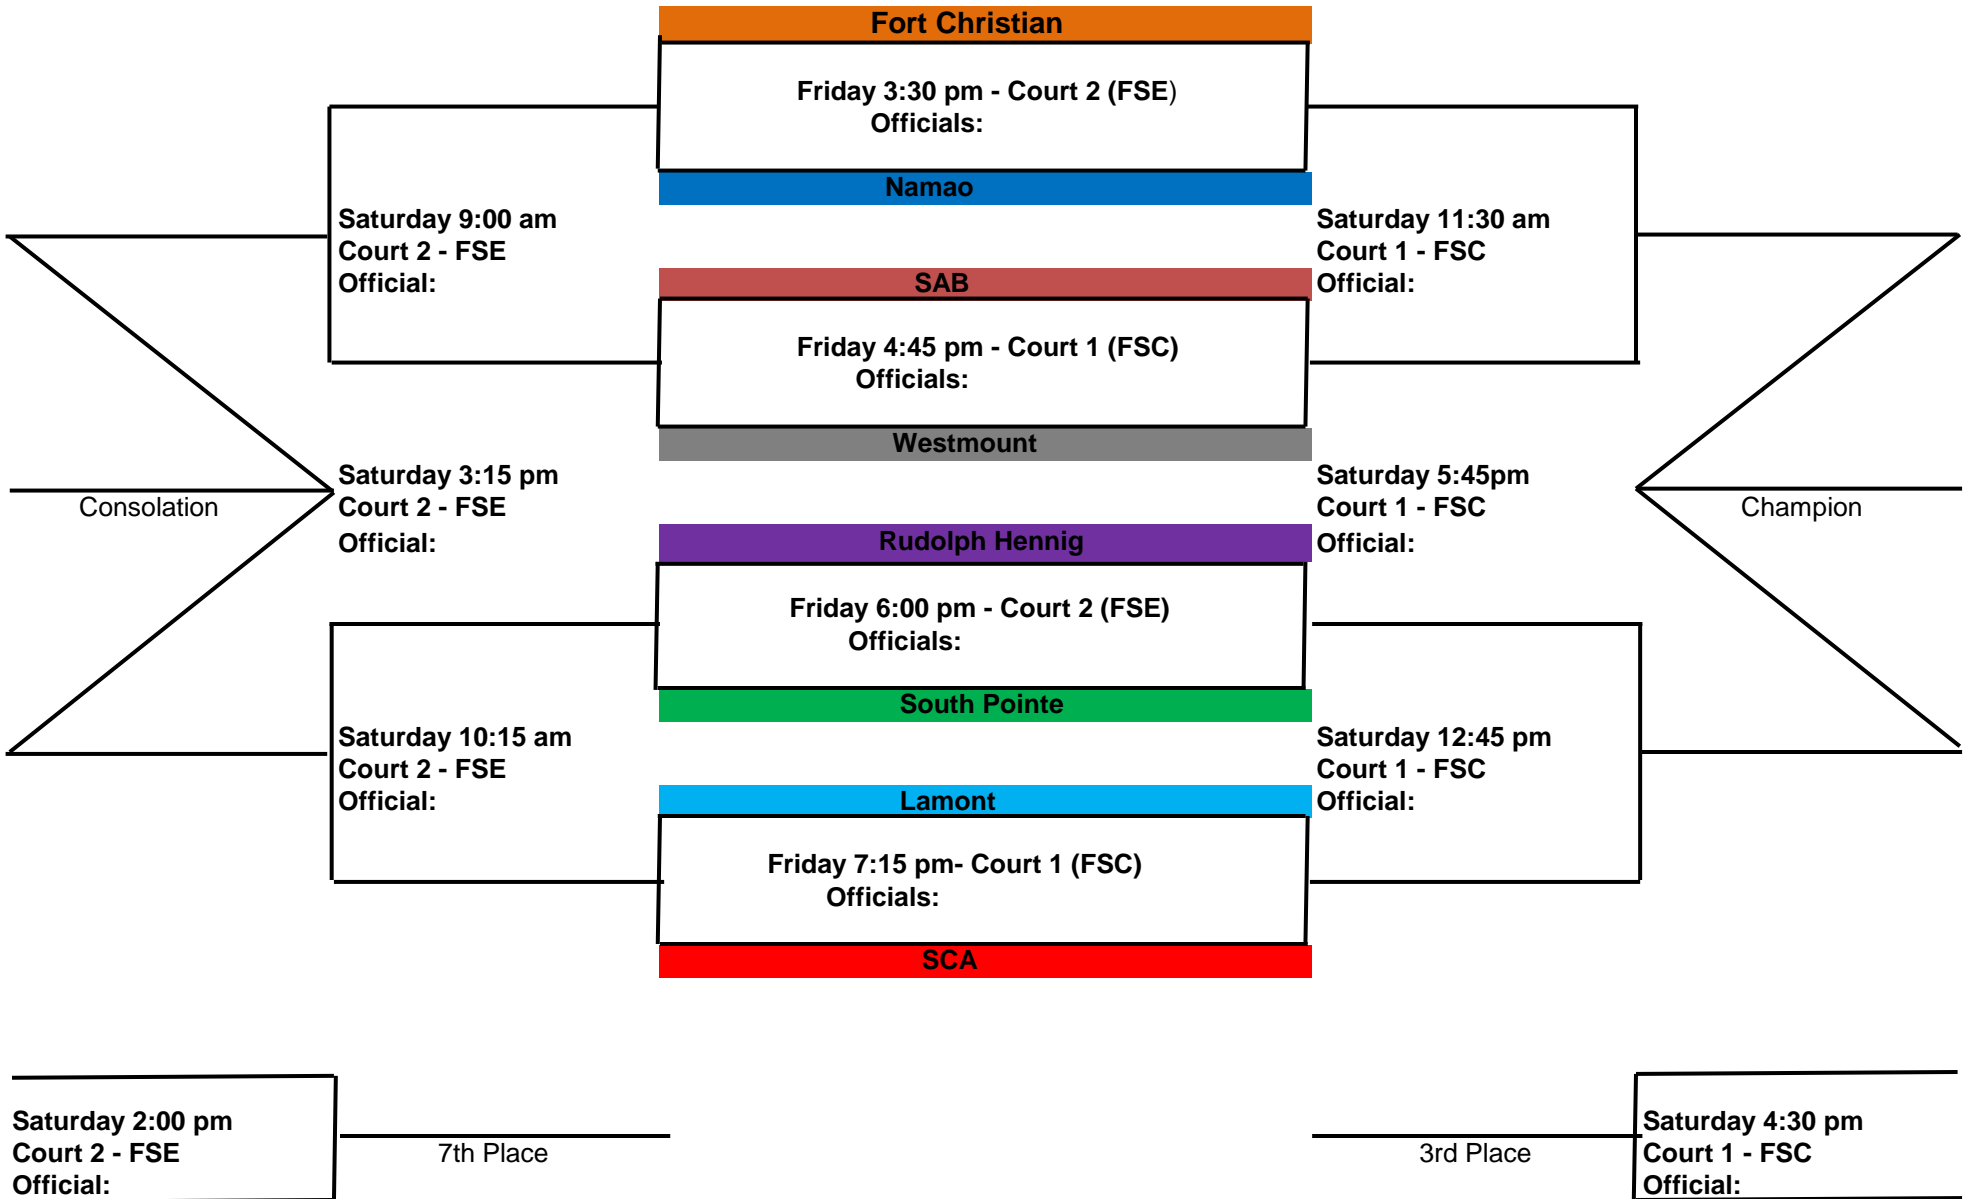 Fort Christian
Friday 3:30 pm - Court 2 (FSE)
Officials:
Namao
Saturday 9:00 am
Court 2 - FSE
Official:
Saturday 11:30 am
Court 1 - FSC
Official:
SAB
Friday 4:45 pm - Court 1 (FSC)
Officials:
Westmount
Consolation
Saturday 3:15 pm
Court 2 - FSE
Official:
Saturday 5:45pm
Court 1 - FSC
Official:
Champion
Rudolph Hennig
Friday 6:00 pm - Court 2 (FSE)
Officials:
South Pointe
Saturday 10:15 am
Court 2 - FSE
Official:
Saturday 12:45 pm
Court 1 - FSC
Official:
Lamont
Friday 7:15 pm- Court 1 (FSC)
Officials:
SCA
Saturday 2:00 pm
Court 2 - FSE
Official:
7th Place
3rd Place
Saturday 4:30 pm
Court 1 - FSC
Official: